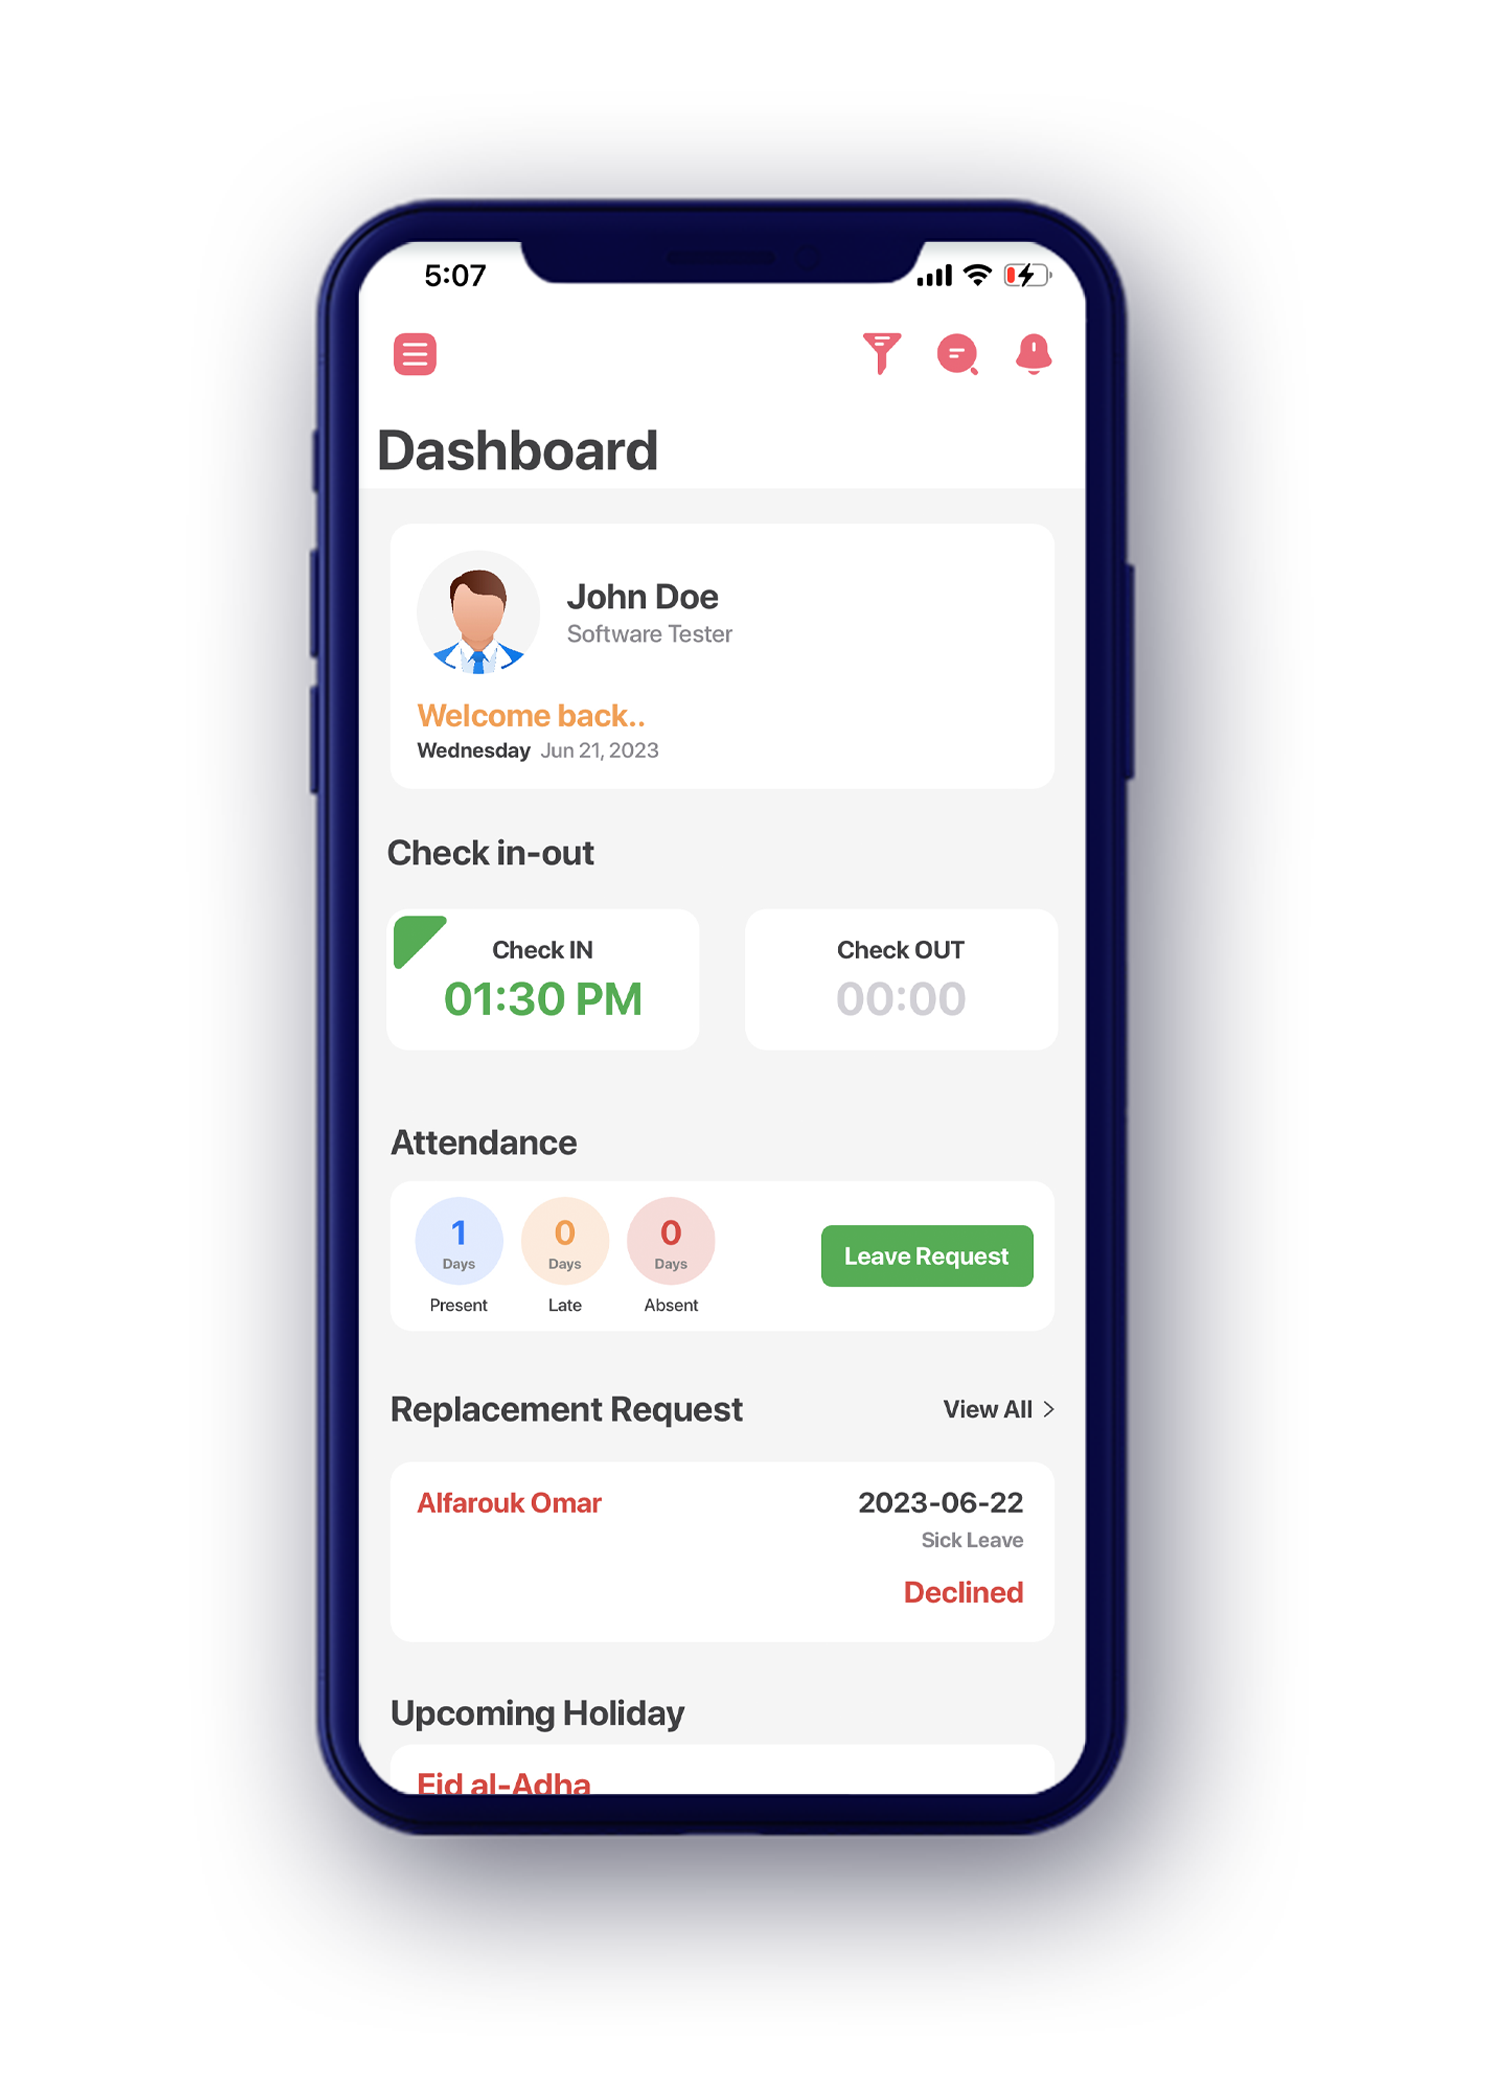 5:07
Dashboard
John Doe
Software Tester
Welcome back..
Wednesday Jun 21, 2023
Check in-out
Check IN
Check OUT
01:30 PM
00:00
Attendance
1
0
0
Days
Days
Days
Leave Request
Present
Late
Absent
Replacement Request
View All >
Alfarouk Omar
2023-06-22
Sick Leave
Declined
Upcoming Holiday
Eid al-Adha